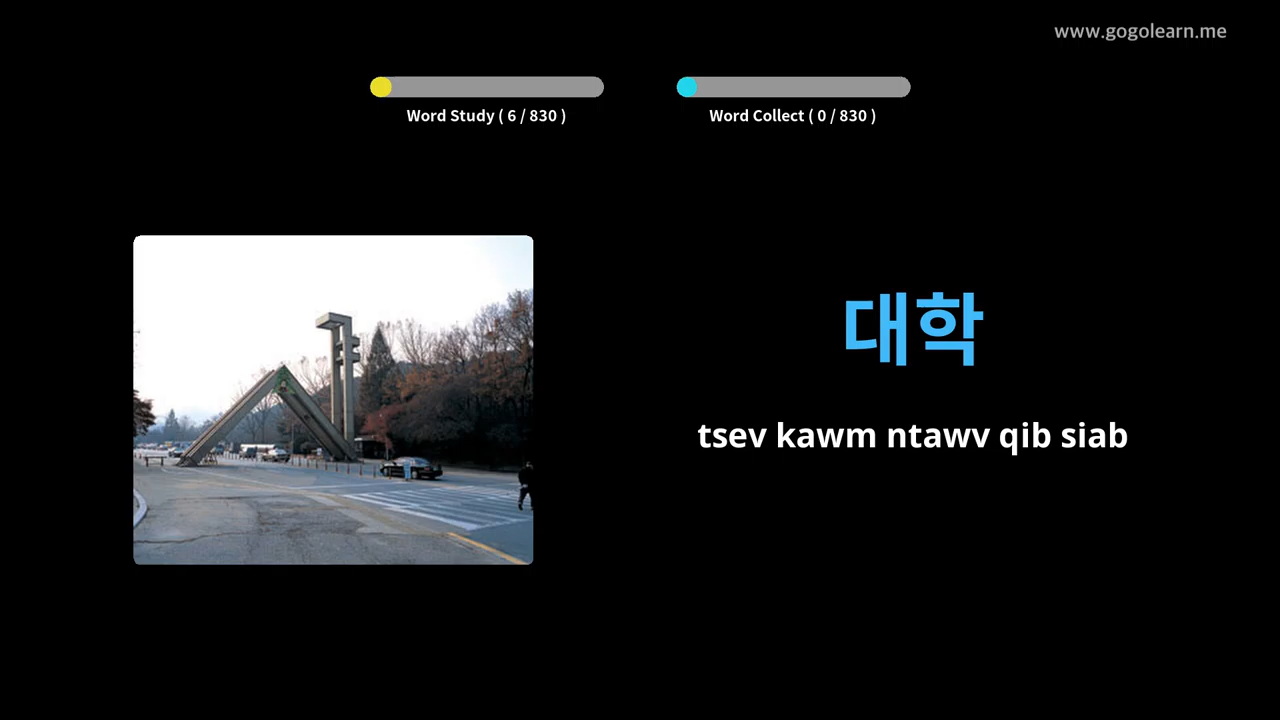 www.gogolearn.me
Word Study ( 6 / 830 )
Word Collect ( 0 / 830 )
대학
tsev kawm ntawv qib siab